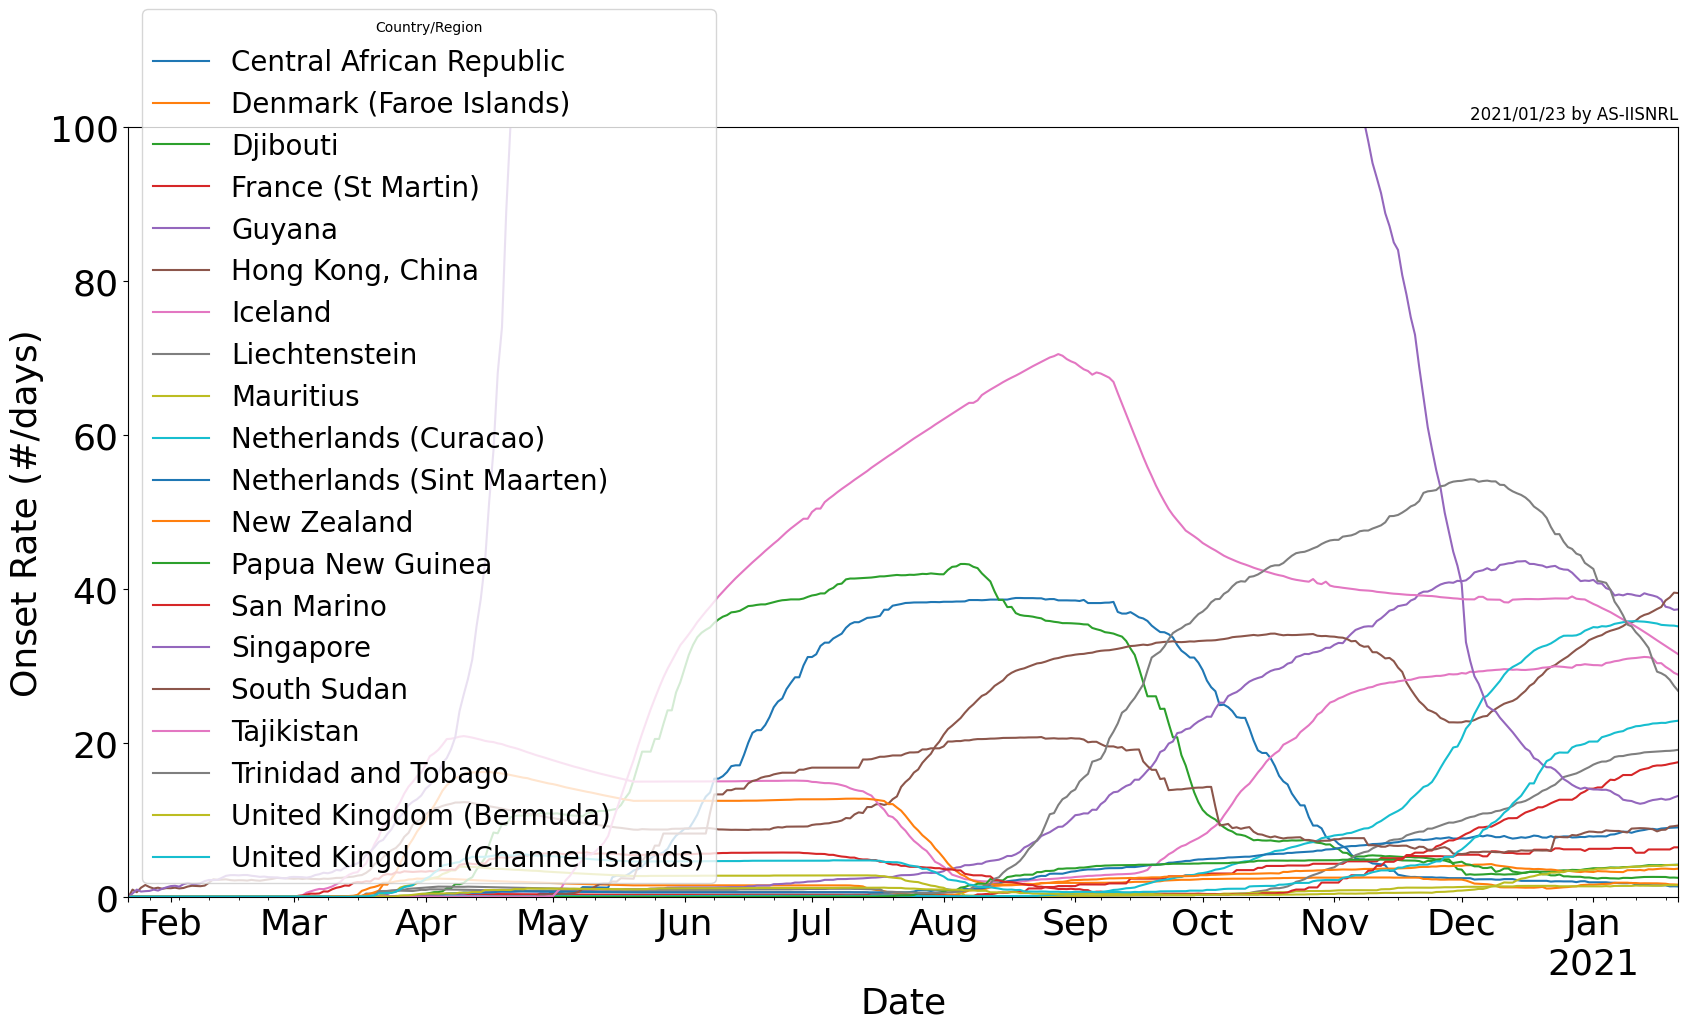 Country/Region
Central African Republic
Denmark (Faroe Islands)
Djibouti
France (St Martin)
Guyana
Hong Kong, China
Iceland
Liechtenstein
Mauritius
Netherlands (Curacao)
Netherlands (Sint Maarten)
New Zealand
Papua New Guinea
San Marino
Singapore
South Sudan
Tajikistan
Trinidad and Tobago
United Kingdom (Bermuda)
United Kingdom (Channel Islands)
2021/01/23 by AS-IISNRL
100
80
60
40
20
0
Onset Rate (#/days)
Feb Mar Apr May Jun Jul Aug Sep Oct Nov Dec Jan
2021
Date